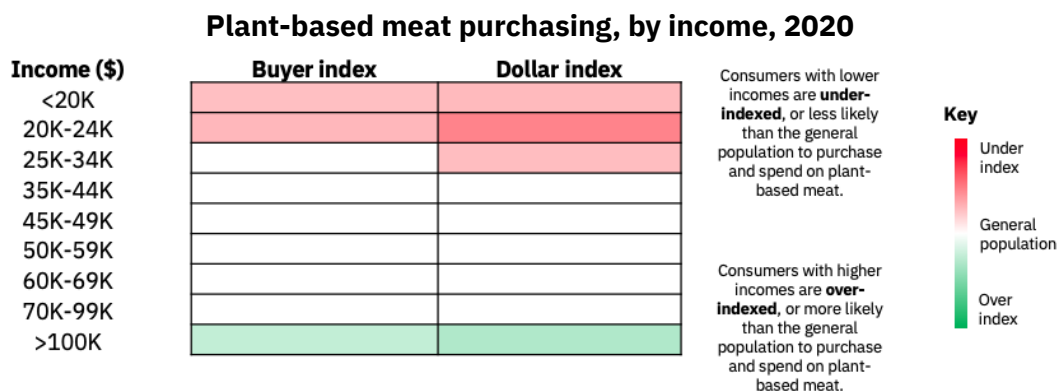 Plant-based meat purchasing, by income, 2020
Income ($)
Buyer index
Dollar index
<20K
20K-24K
25K-34K
35K-44K
45K-49K
50K-59K
60K-69K
70K-99K
>100K
Consumers with lower
incomes are under-
indexed, or less likely
than the general
population to purchase
and spend on plant-
based meat.
Consumers with higher
incomes are over-
indexed, or more likely
than the general
population to purchase
and spend on plant-
based meat.
Key
Under
index
General
population
Over
index